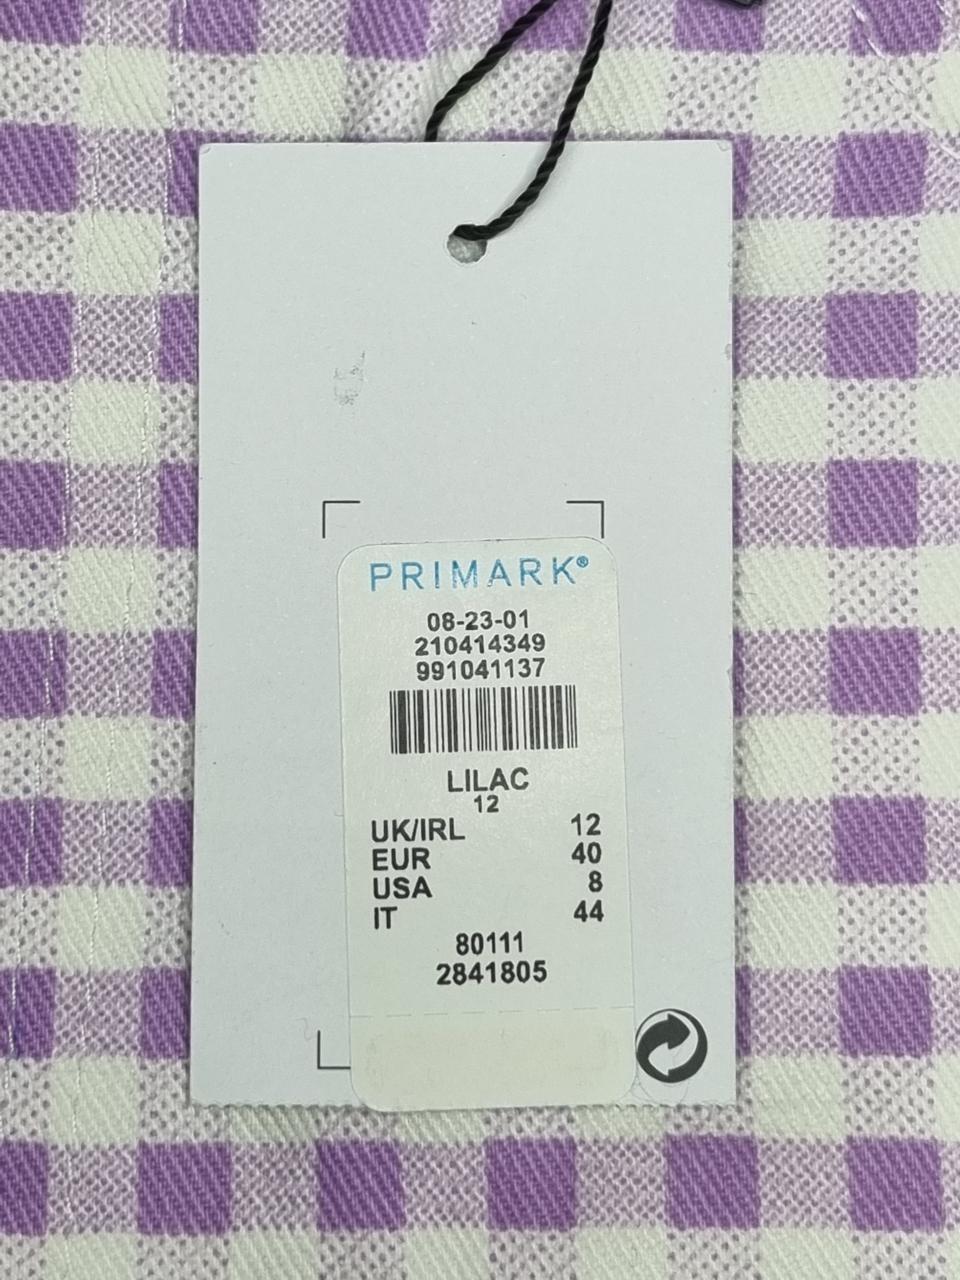 PRIMARK®
08-23-01
210414349
991041137
LILAC
12
UK/IRL 12
EUR 40
USA 8
IT 44
80111
2841805